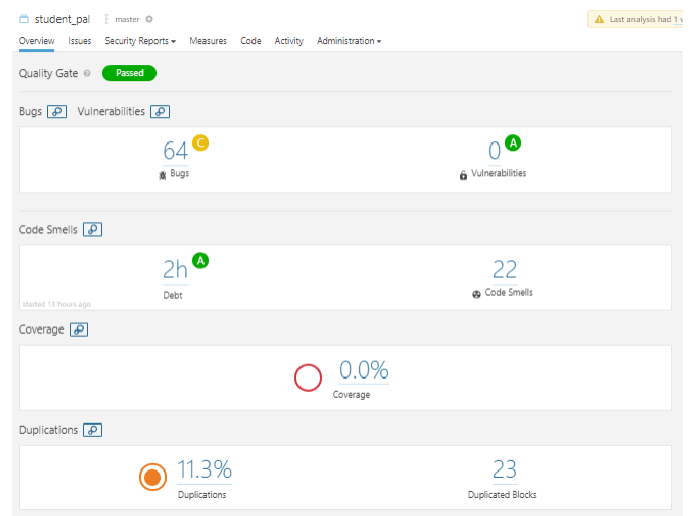 student_pal master
Last analysis had 1
Overview Issues Security Reports Measures Code Activity Administration
Quality Gate Passed
Bugs Vulnerabilities
64 C 0 A
Bugs Vulnerabilities
Code Smells
2h A 22
Debt Code Smells
started 13 hours ago
Coverage
0.0%
Coverage
Duplications
11.3% 23
Duplications Duplicated Blocks